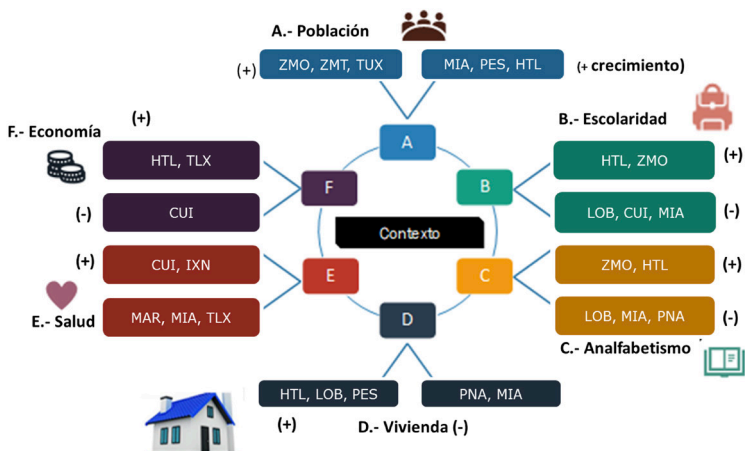 A.- Población
(+)
ZMO, ZMT, TUX
MIA, PES, HTL
(+ crecimiento)
A
B.- Escolaridad
HTL, ZMO
(+)
LOB, CUI, MIA
(-)
B
F.- Economía
(+)
HTL, TLX
(-)
CUI
F
Contexto
(+)
CUI, IXN
MAR, MIA, TLX
E.- Salud
E
ZMO, HTL
(+)
LOB, MIA, PNA
(-)
C.- Analfabetismo
C
D
HTL, LOB, PES
PNA, MIA
(+)
D.- Vivienda (-)